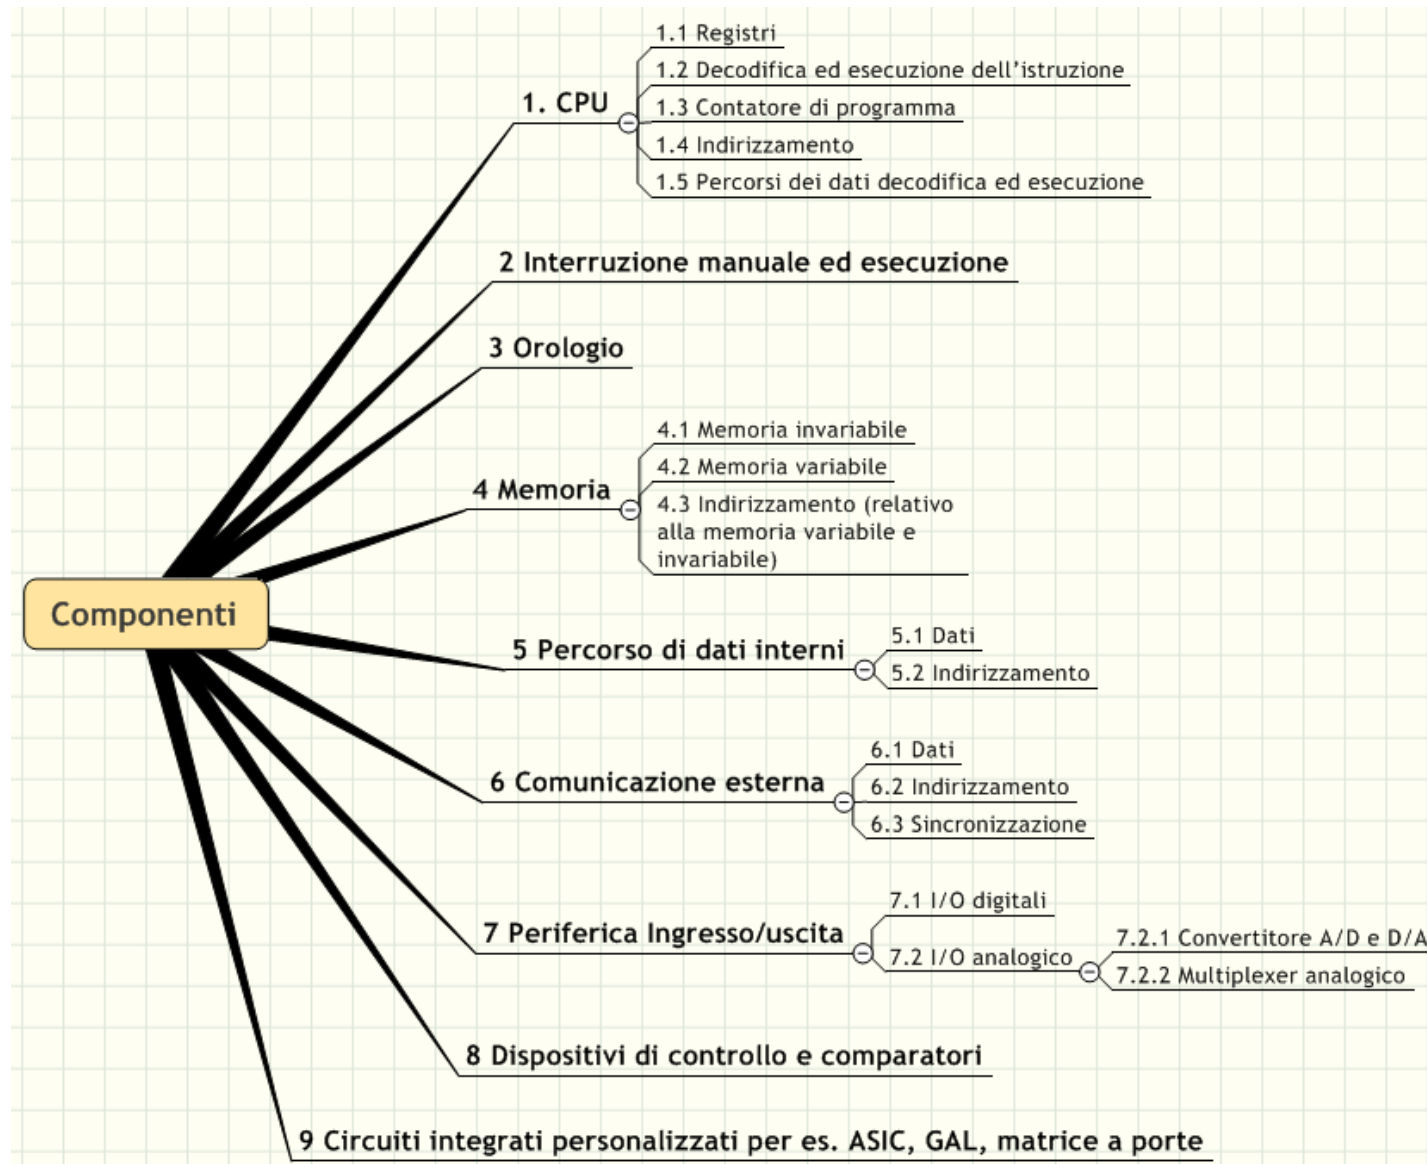 1.1 Registri
1.2 Decodifica ed esecuzione dell'istruzione
1. CPU
1.3 Contatore di programma
1.4 Indirizzamento
1.5 Percorsi dei dati decodifica ed esecuzione
2 Interruzione manuale ed esecuzione
3 Orologio
4.1 Memoria invariabile
4.2 Memoria variabile
4 Memoria
4.3 Indirizzamento (relativo
alla memoria variabile e
invariabile)
Componenti
5.1 Dati
5 Percorso di dati interni
5.2 Indirizzamento
6.1 Dati
6 Comunicazione esterna
6.2 Indirizzamento
6.3 Sincronizzazione
7.1 I/O digitali
7 Periferica Ingresso/uscita
7.2 I/O analogico
7.2.1 Convertitore A/D e D/A
7.2.2 Multiplexer analogico
8 Dispositivi di controllo e comparatori
9 Circuiti integrati personalizzati per es. ASIC, GAL, matrice a porte